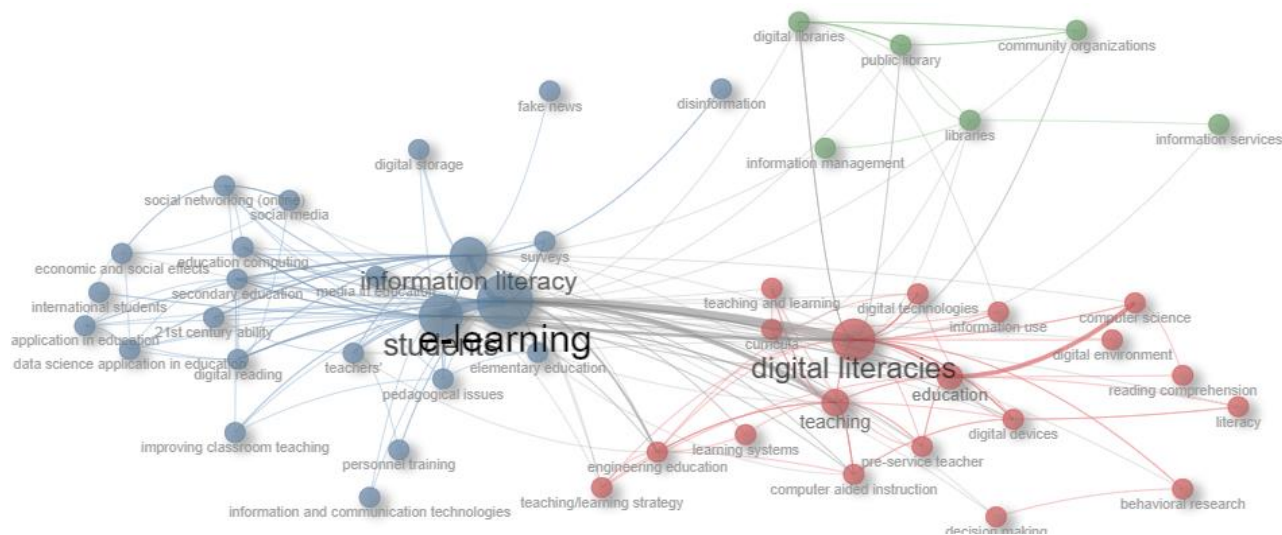 digital libraries
community organizations
public library
fake news
disinformation
libraries
information services
information management
digital storage
social networking (online)
social media
economic and social effects
education computing
surveys
secondary education
media in education
information literacy
international students
teaching and learning
digital technologies
computer science
information use
application in education
21st century ability
e-learning
students
curricula
digital environment
data science application in education
digital reading
teachers'
elementary education
digital literacies
education
reading comprehension
pedagogical issues
teaching
literacy
digital devices
improving classroom teaching
personnel training
learning systems
engineering education
pre-service teacher
computer aided instruction
teaching/learning strategy
behavioral research
information and communication technologies
decision making